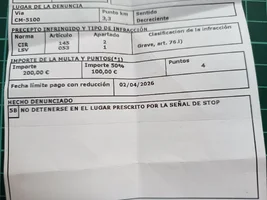 LUGAR DE LA DENUNCIA
Vía Punto km Sentido
CM-5100 3,3 Decreciente
PRECEPTO INFRINGIDO Y TIPO DE INFRACCIÓN
Norma Artículo Apartado Clasificacion de la infracción
CIR 145 2 Grave, art. 76.j)
LSV 053 1
IMPORTE DE LA MULTA Y PUNTOS(*1)
Importe Importe 50% Puntos
200,00 € 100,00 € 4
Fecha límite pago con reducción 02/04/2026
HECHO DENUNCIADO
5B NO DETENERSE EN EL LUGAR PRESCRITO POR LA SEÑAL DE STOP